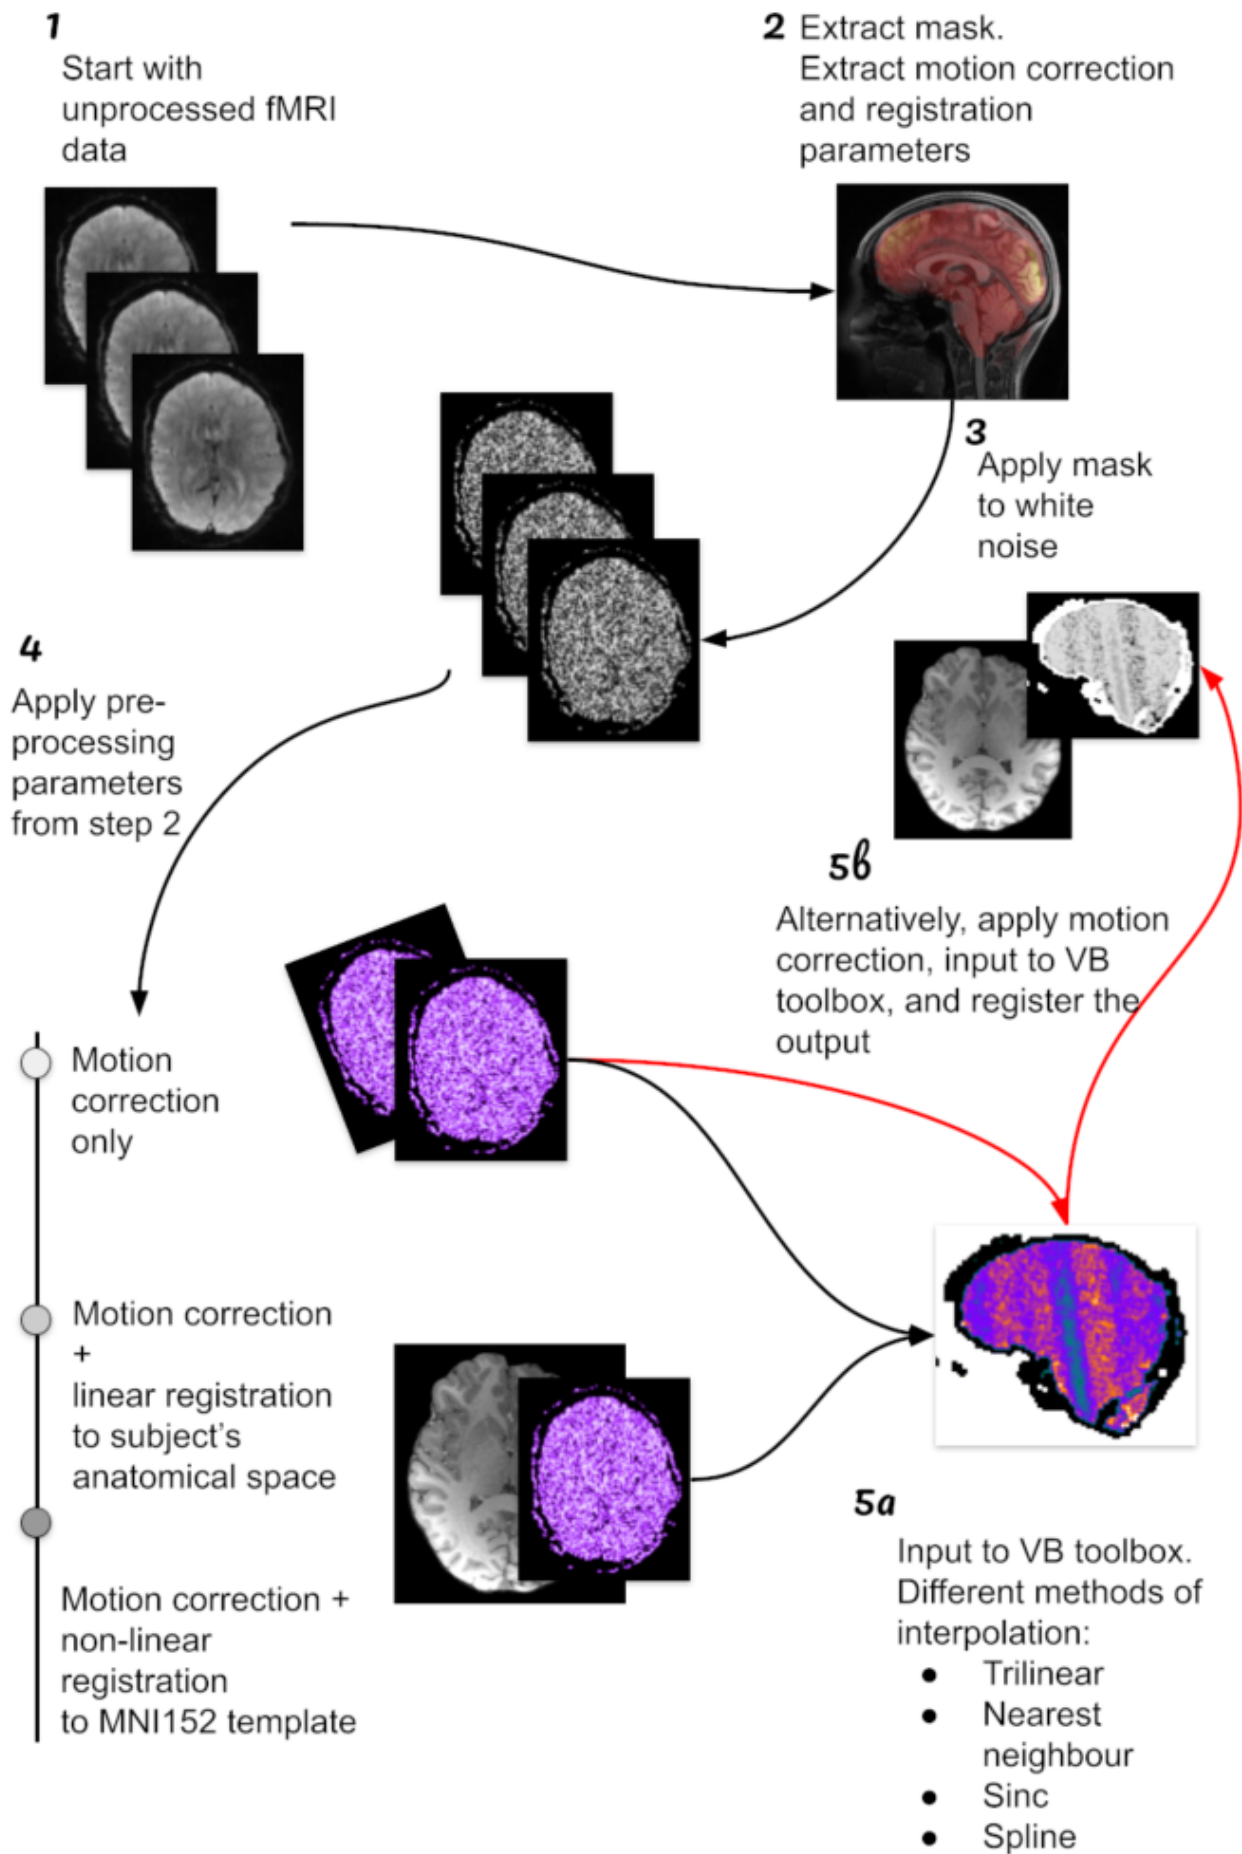 1
Start with
unprocessed fMRI
data
2 Extract mask.
Extract motion correction
and registration
parameters
3
Apply mask
to white
noise
4
Apply pre-
processing
parameters
from step 2
Motion
correction
only
Motion correction
+
linear registration
to subject's
anatomical space
Motion correction +
non-linear
registration
to MNI152 template
5b
Alternatively, apply motion
correction, input to VB
toolbox, and register the
output
5a
Input to VB toolbox.
Different methods of
interpolation:
● Trilinear
● Nearest
neighbour
● Sinc
● Spline